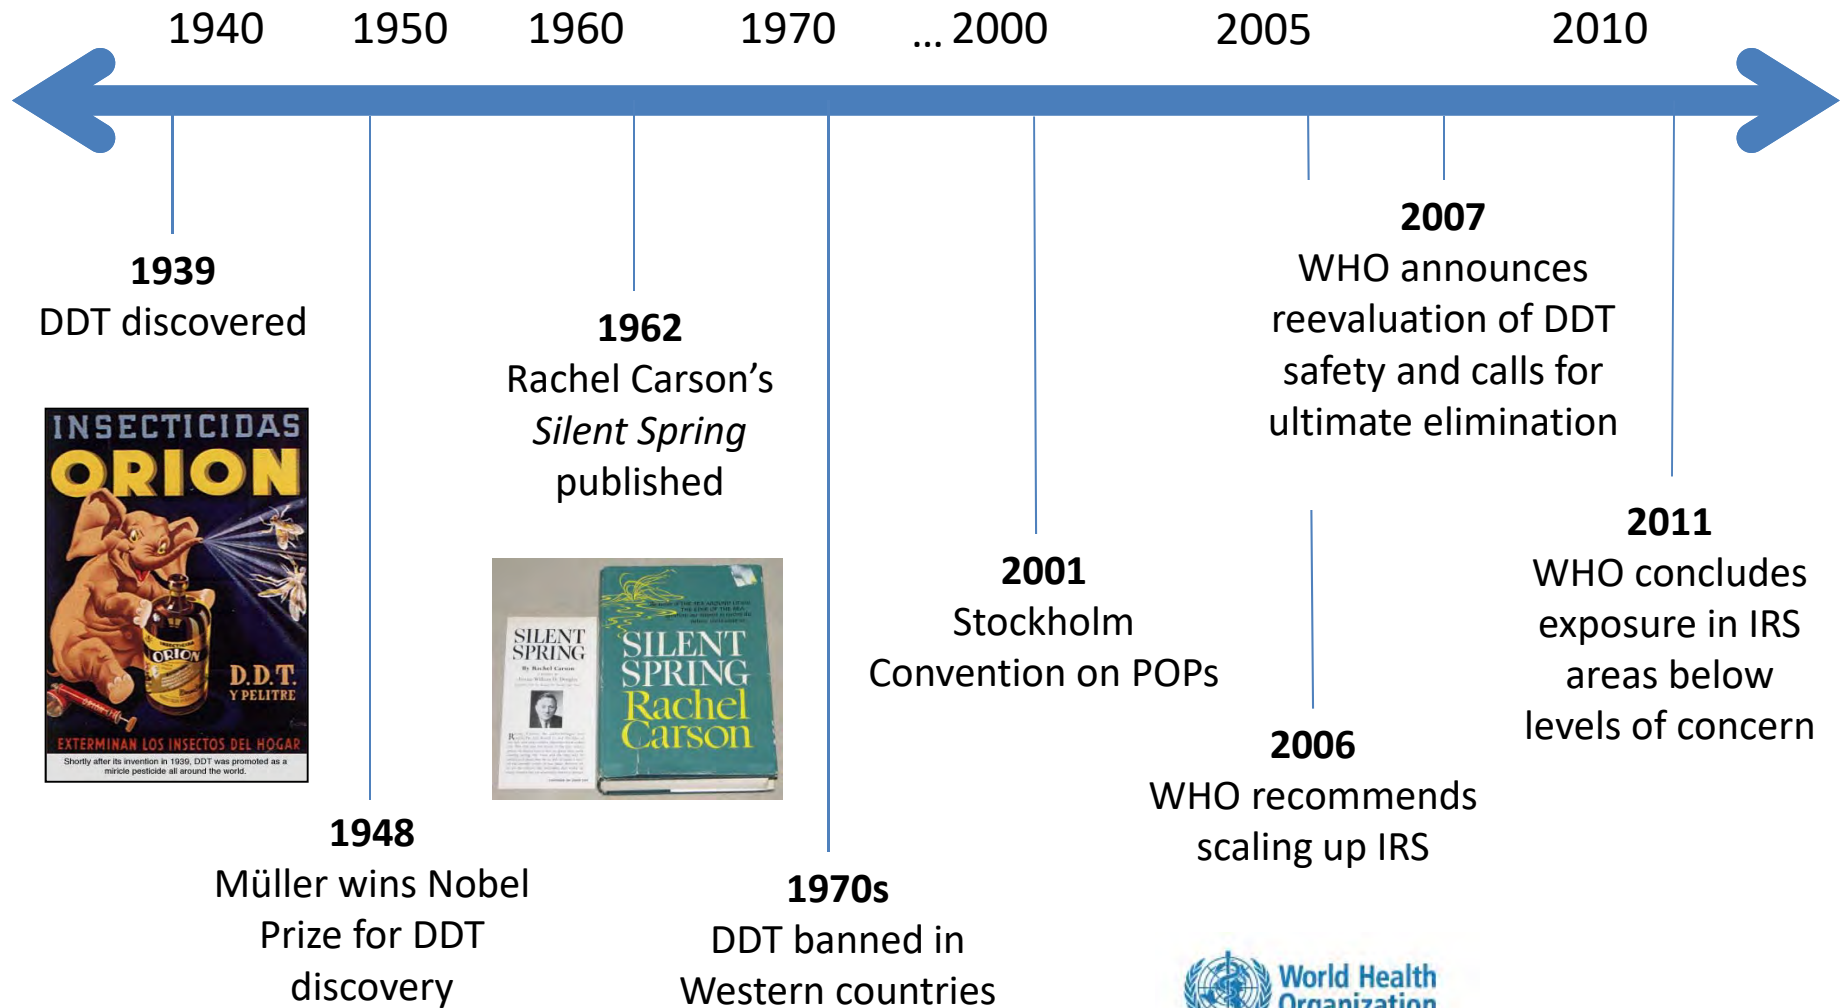 1940 1950 1960 1970 ... 2000 2005 2010
1939
DDT discovered
INSECTICIDAS
ORION
ORION
D.D.T.
Y PELITRE
EXTERMINAN LOS INSECTOS DEL HOGAR
Shortly after its invention in 1939, DDT was promoted as a
miricle pesticide all around the world.
1948
Müller wins Nobel
Prize for DDT
discovery
1962
Rachel Carson’s
Silent Spring
published
SILENT
SPRING
By Rachel Carson
SILENT
SPRING
Rachel
Carson
1970s
DDT banned in
Western countries
2001
Stockholm
Convention on POPs
2006
WHO recommends
scaling up IRS
2007
WHO announces
reevaluation of DDT
safety and calls for
ultimate elimination
2011
WHO concludes
exposure in IRS
areas below
levels of concern
World Health
Organization